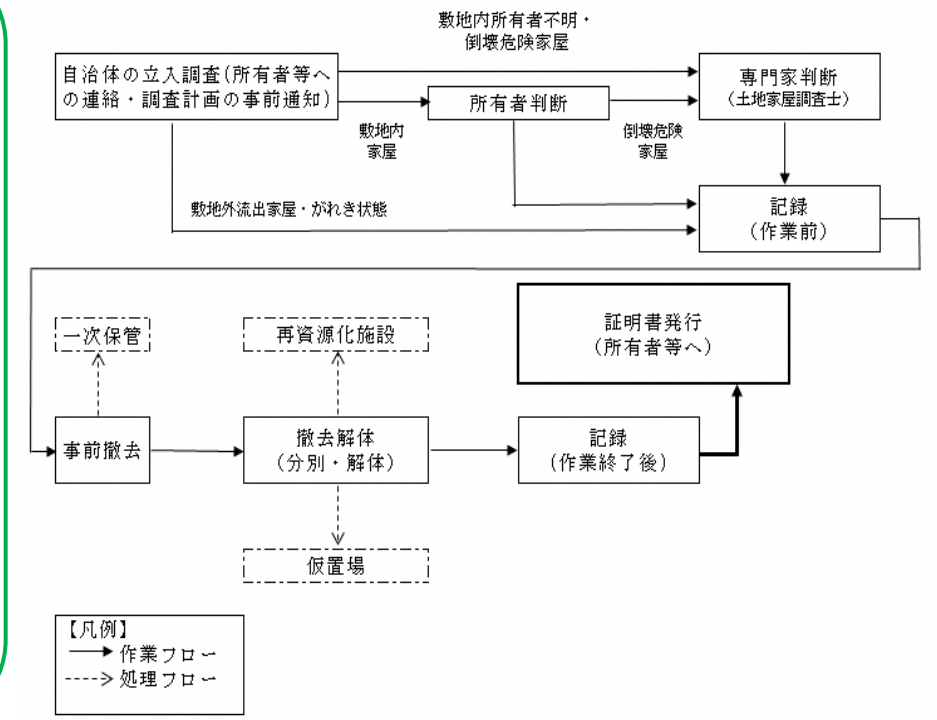 敷地内所有者不明・
倒壊危険家屋
自治体の立入調査(所有者等へ
の連絡・調査計画の事前通知)
専門家判断
(土地家屋調査士)
所有者判断
敷地内
家屋
倒壊危険
家屋
敷地外流出家屋・がれき状態
記録
(作業前)
一次保管
再資源化施設
証明書発行
(所有者等へ)
事前撤去
撤去解体
(分別・解体)
記録
(作業終了後)
仮置場
【凡例】
作業フロー
処理フロー